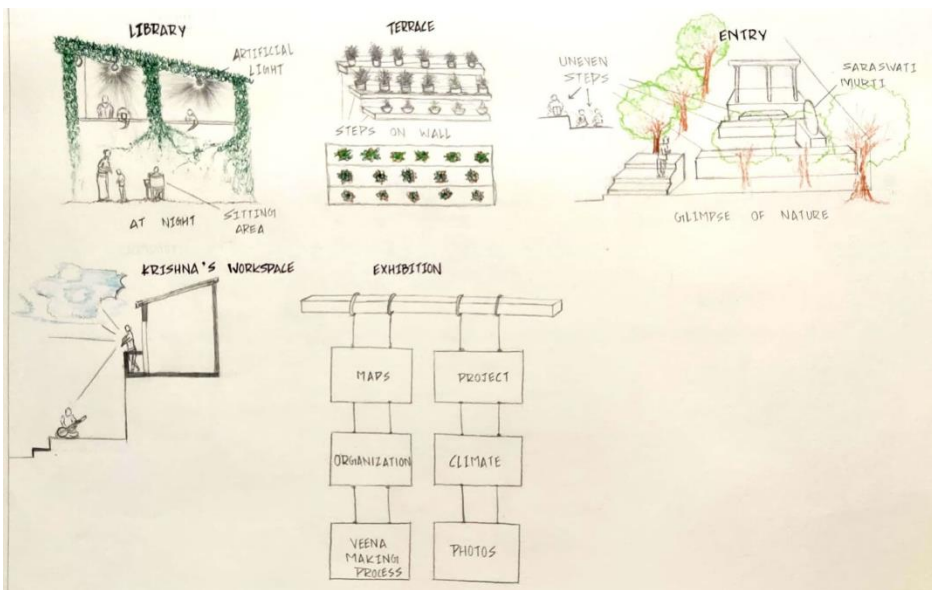 LIBRARY
ARTIFICIAL
LIGHT
AT NIGHT
SITTING
AREA
TERRACE
STEPS ON WALL
ENTRY
UNEVEN
STEPS
SARASWATI
MURTI
GLIMPSE OF NATURE
KRISHNA'S WORKSPACE
EXHIBITION
MAPS
PROJECT
ORGANIZATION
CLIMATE
VEENA
MAKING
PROCESS
PHOTOS